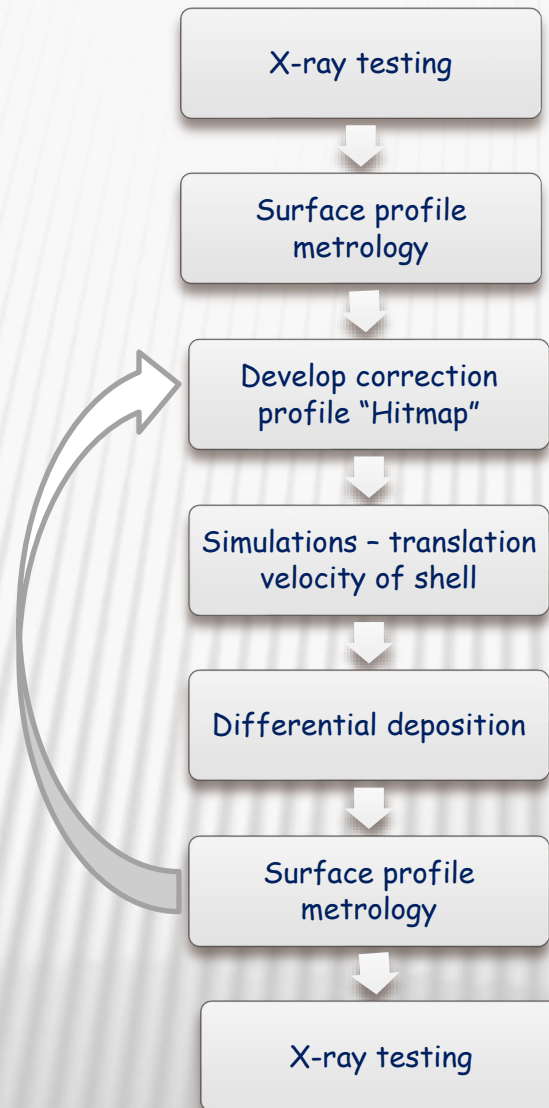 X-ray testing
Surface profile
metrology
Develop correction
profile “Hitmap”
Simulations – translation
velocity of shell
Differential deposition
Surface profile
metrology
X-ray testing